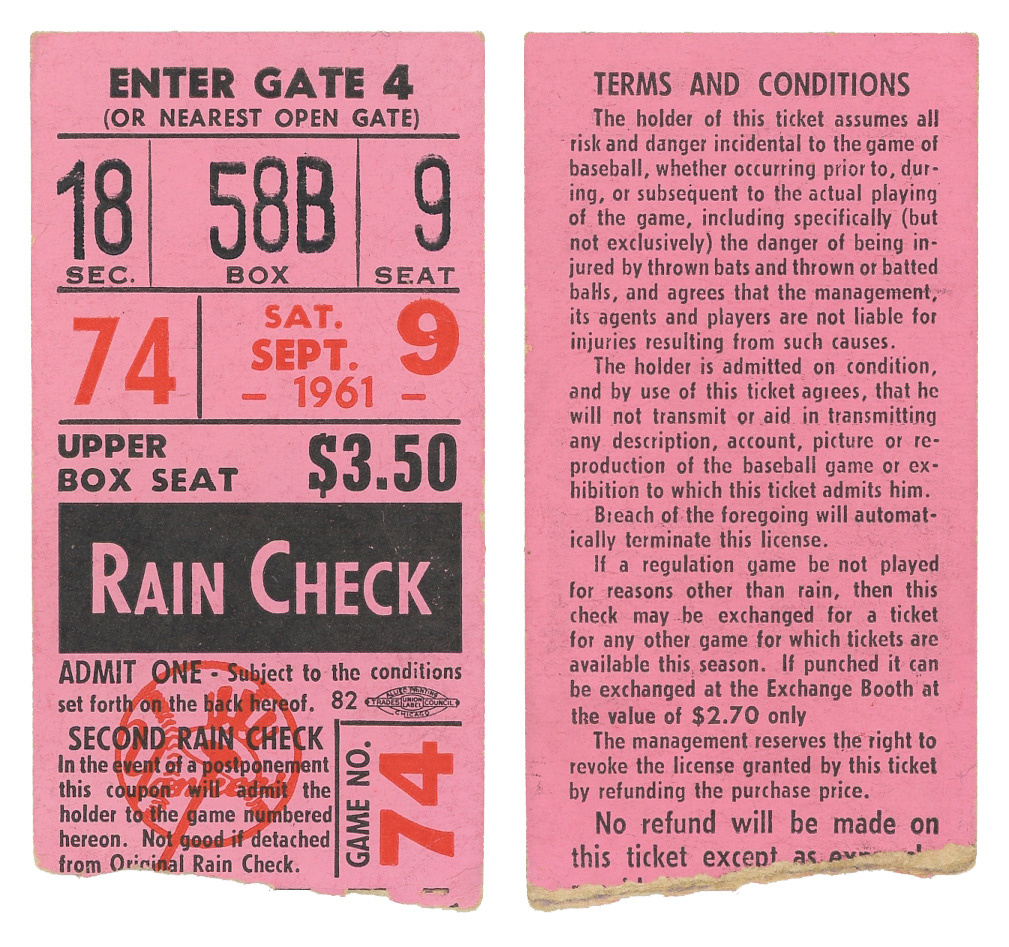 ENTER GATE 4
(OR NEAREST OPEN GATE)
18 58B 9
SEC. BOX SEAT
74
SAT.
SEPT. 9
- 1961 -
UPPER
BOX SEAT $3.50
RAIN CHECK
ADMIT ONE - Subject to the conditions
set forth on the back hereof. 82
ALLIED PRINTING
TRADES UNION LABEL COUNCIL
CHICAGO
SECOND RAIN CHECK
In the event of a postponement
this coupon will admit the
holder to the game numbered
hereon. Not good if detached
from Original Rain Check.
GAME NO. 74
TERMS AND CONDITIONS
The holder of this ticket assumes all
risk and danger incidental to the game of
baseball, whether occurring prior to, dur-
ing, or subsequent to the actual playing
of the game, including specifically (but
not exclusively) the danger of being in-
jured by thrown bats and thrown or batted
balls, and agrees that the management,
its agents and players are not liable for
injuries resulting from such causes.
The holder is admitted on condition,
and by use of this ticket agrees, that he
will not transmit or aid in transmitting
any description, account, picture or re-
production of the baseball game or ex-
hibition to which this ticket admits him.
Breach of the foregoing will automat-
ically terminate this license.
If a regulation game be not played
for reasons other than rain, then this
check may be exchanged for a ticket
for any other game for which tickets are
available this season. If punched it can
be exchanged at the Exchange Booth at
the value of $2.70 only
The management reserves the right to
revoke the license granted by this ticket
by refunding the purchase price.
No refund will be made on
this ticket except as